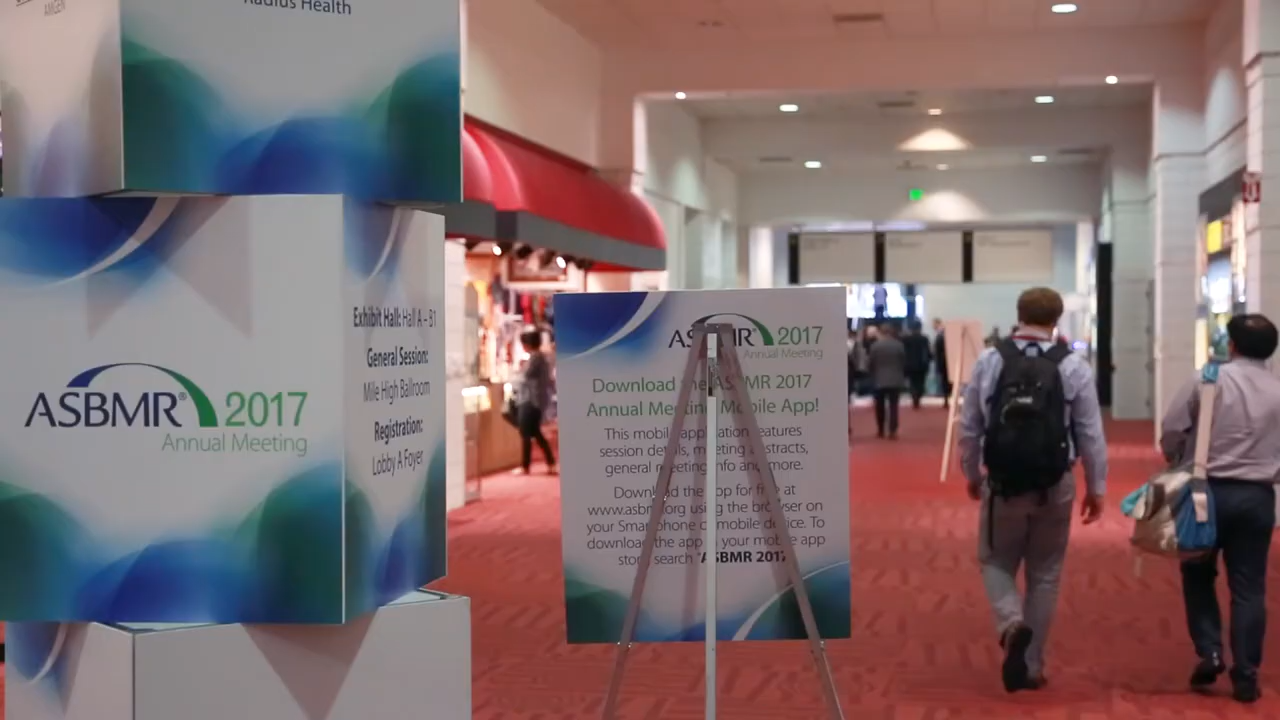 AMGEN
Radius Health
ASBMR® 2017
Annual Meeting
Exhibit Hall: Hall A – B1
General Session:
Mile High Ballroom
Registration:
Lobby A Foyer
ASBMR® 2017
Annual Meeting
Download the ASBMR 2017
Annual Meeting Mobile App!
This mobile application features
session details, meeting abstracts,
general meeting info and more.
Download the app for free at
www.asbmr.org using the browser on
your Smartphone or mobile device. To
download the app in your mobile app
store, search "ASBMR 2017"